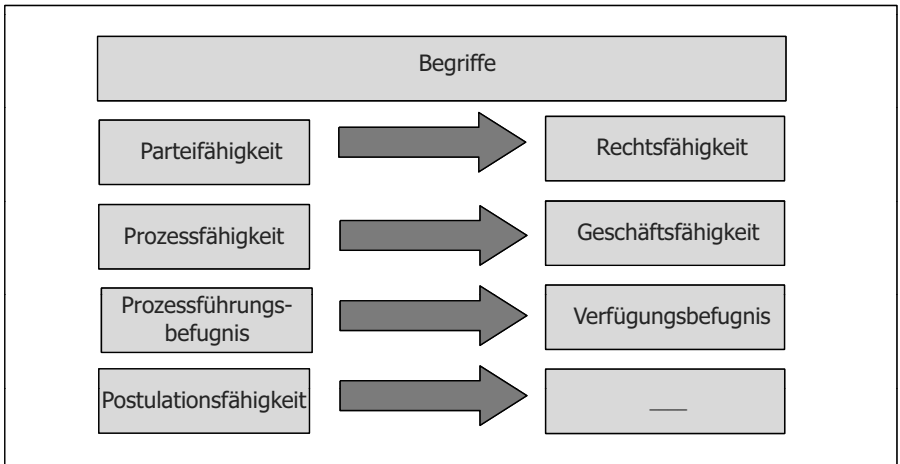 Begriffe
Parteifähigkeit
Rechtsfähigkeit
Prozessfähigkeit
Geschäftsfähigkeit
Prozessführungs-
befugnis
Verfügungsbefugnis
Postulationsfähigkeit
___